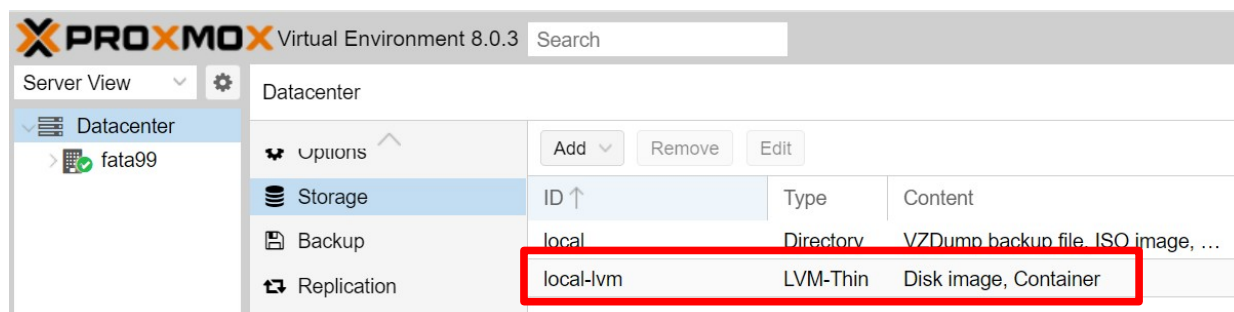 PROXMOX Virtual Environment 8.0.3 Search
Server View
Datacenter
Datacenter
fata99
Options
Storage
Backup
Replication
Add Remove Edit
ID Type Content
local Directory VZDump backup file, ISO image, ...
local-lvm LVM-Thin Disk image, Container